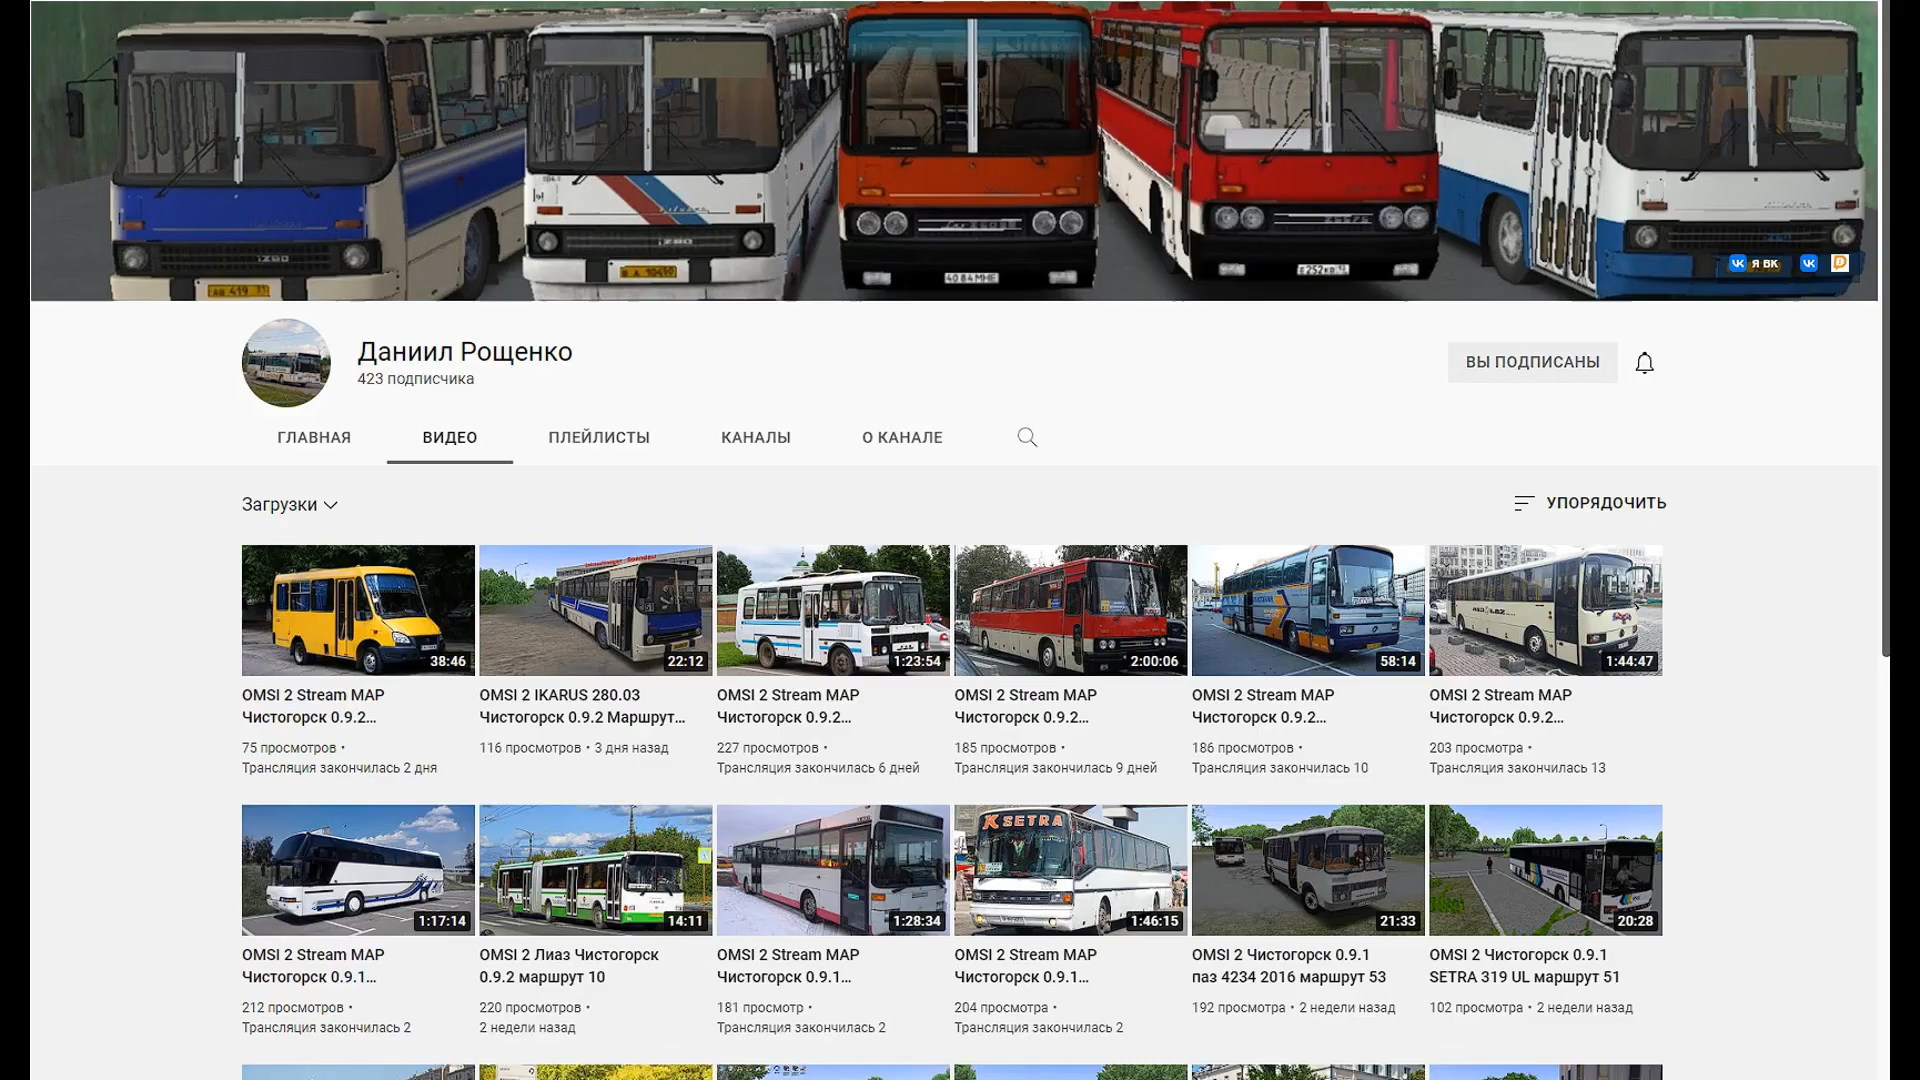 40 84 МНЕ
Я ВК
Даниил Рощенко
423 подписчика
ВЫ ПОДПИСАНЫ
ГЛАВНАЯ
ВИДЕО
ПЛЕЙЛИСТЫ
КАНАЛЫ
О КАНАЛЕ
Загрузки
УПОРЯДОЧИТЬ
38:46
22:12
1:23:54
2:00:06
58:14
1:44:47
OMSI 2 Stream MAP
Чистогорск 0.9.2...
75 просмотров •
Трансляция закончилась 2 дня
OMSI 2 IKARUS 280.03
Чистогорск 0.9.2 Маршрут...
116 просмотров • 3 дня назад
OMSI 2 Stream MAP
Чистогорск 0.9.2...
227 просмотров •
Трансляция закончилась 6 дней
OMSI 2 Stream MAP
Чистогорск 0.9.2...
185 просмотров •
Трансляция закончилась 9 дней
OMSI 2 Stream MAP
Чистогорск 0.9.2...
186 просмотров •
Трансляция закончилась 10
OMSI 2 Stream MAP
Чистогорск 0.9.2...
203 просмотра •
Трансляция закончилась 13
K SETRA
1:17:14
14:11
1:28:34
1:46:15
21:33
20:28
OMSI 2 Stream MAP
Чистогорск 0.9.1...
212 просмотров •
Трансляция закончилась 2
OMSI 2 Лиаз Чистогорск
0.9.2 маршрут 10
220 просмотров •
2 недели назад
OMSI 2 Stream MAP
Чистогорск 0.9.1...
181 просмотр •
Трансляция закончилась 2
OMSI 2 Stream MAP
Чистогорск 0.9.1...
204 просмотра •
Трансляция закончилась 2
OMSI 2 Чистогорск 0.9.1
паз 4234 2016 маршрут 53
192 просмотра • 2 недели назад
OMSI 2 Чистогорск 0.9.1
SETRA 319 UL маршрут 51
102 просмотра • 2 недели назад